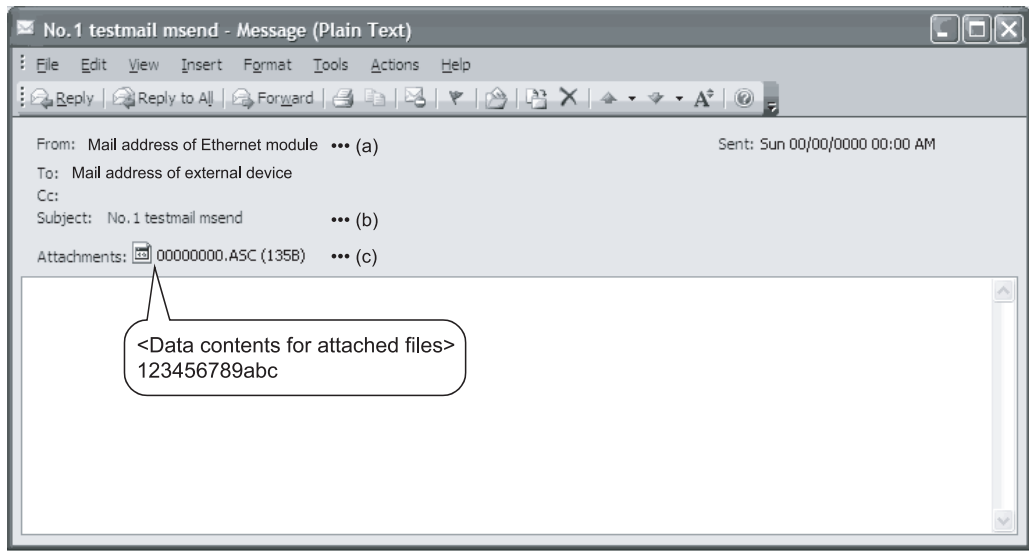 No.1 testmail msend - Message (Plain Text)
File Edit View Insert Format Tools Actions Help
Reply Reply to All Forward A
From: Mail address of Ethernet module ••• (a) Sent: Sun 00/00/0000 00:00 AM
To: Mail address of external device
Cc:
Subject: No.1 testmail msend ••• (b)
Attachments: 00000000.ASC (135B) ••• (c)
<Data contents for attached files>
123456789abc